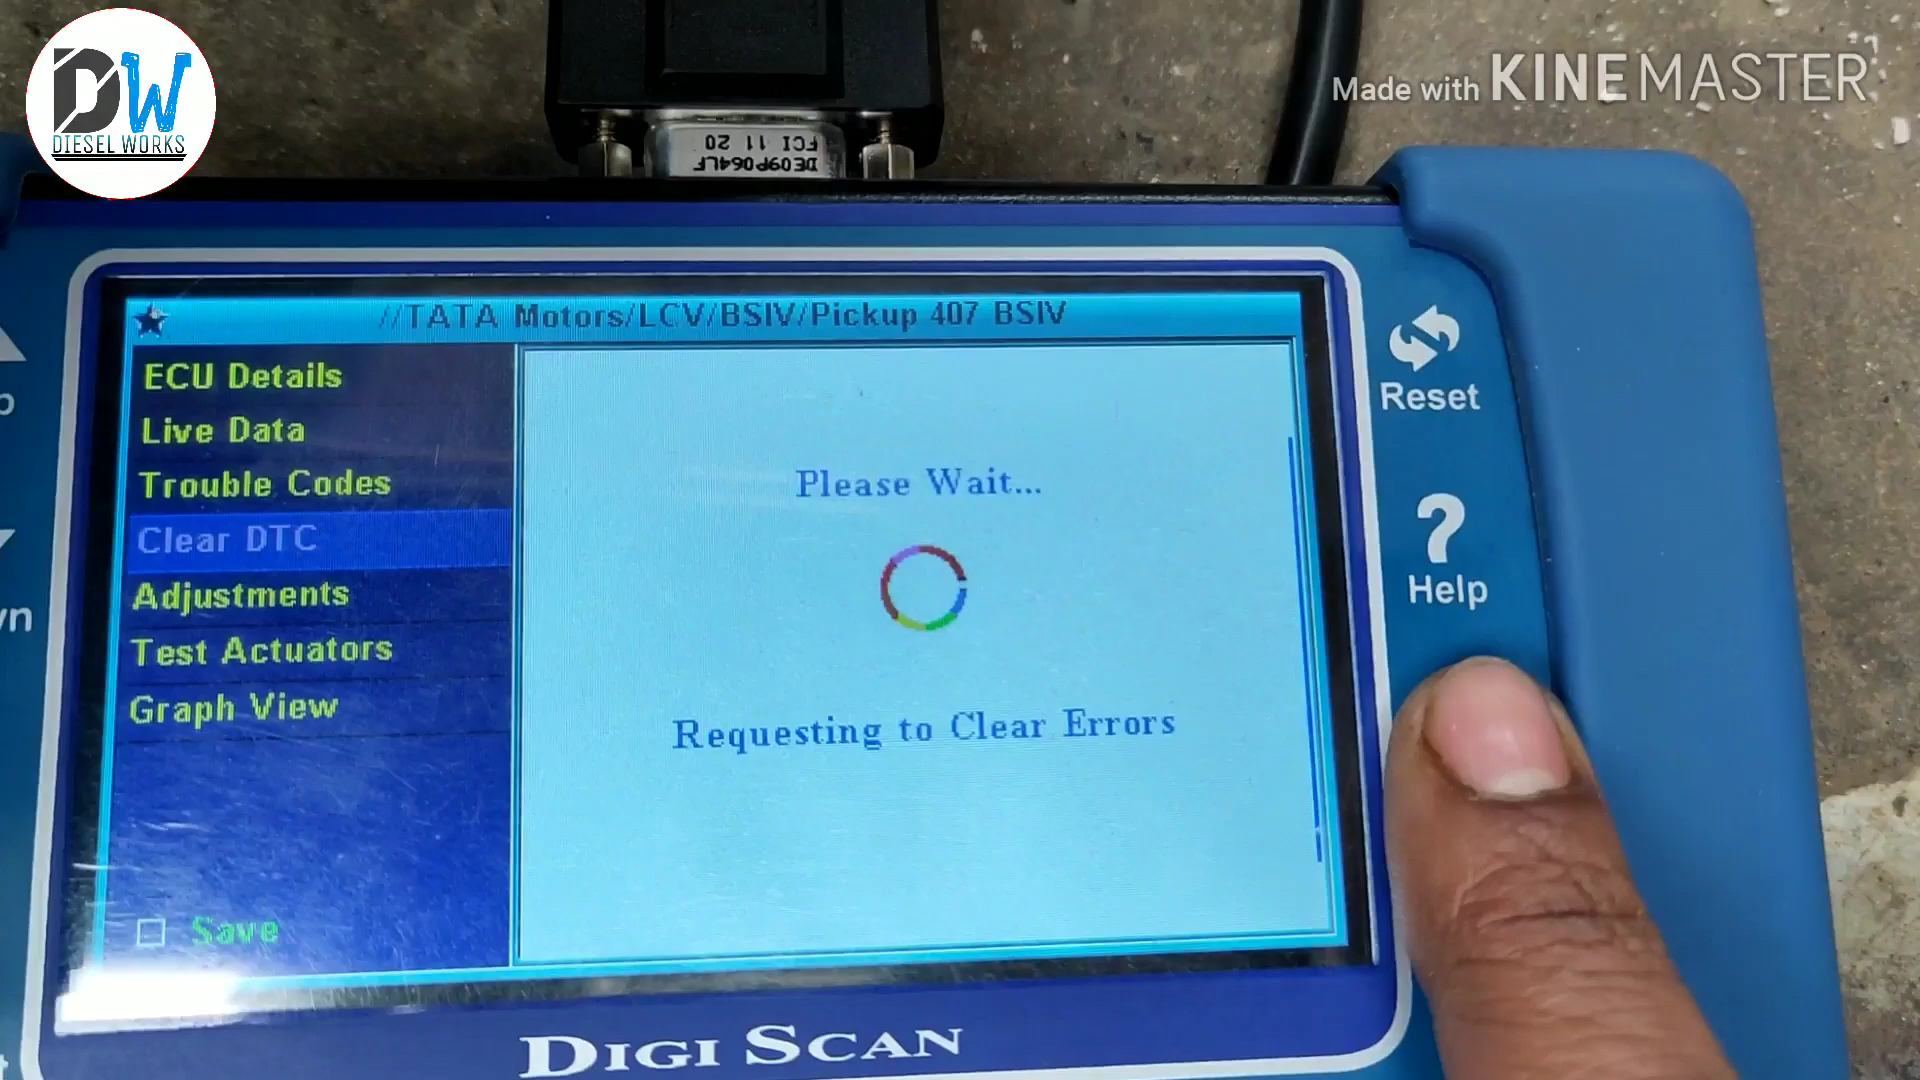 DW
DIESEL WORKS
Made with KINEMASTER
FCI 11 20
DE09P064LF
//TATA Motors/LCV/BSIV/Pickup 407 BSIV
ECU Details
Live Data
Trouble Codes
Clear DTC
Adjustments
Test Actuators
Graph View
Save
Please Wait...
Requesting to Clear Errors
Reset
?
Help
DIGI SCAN